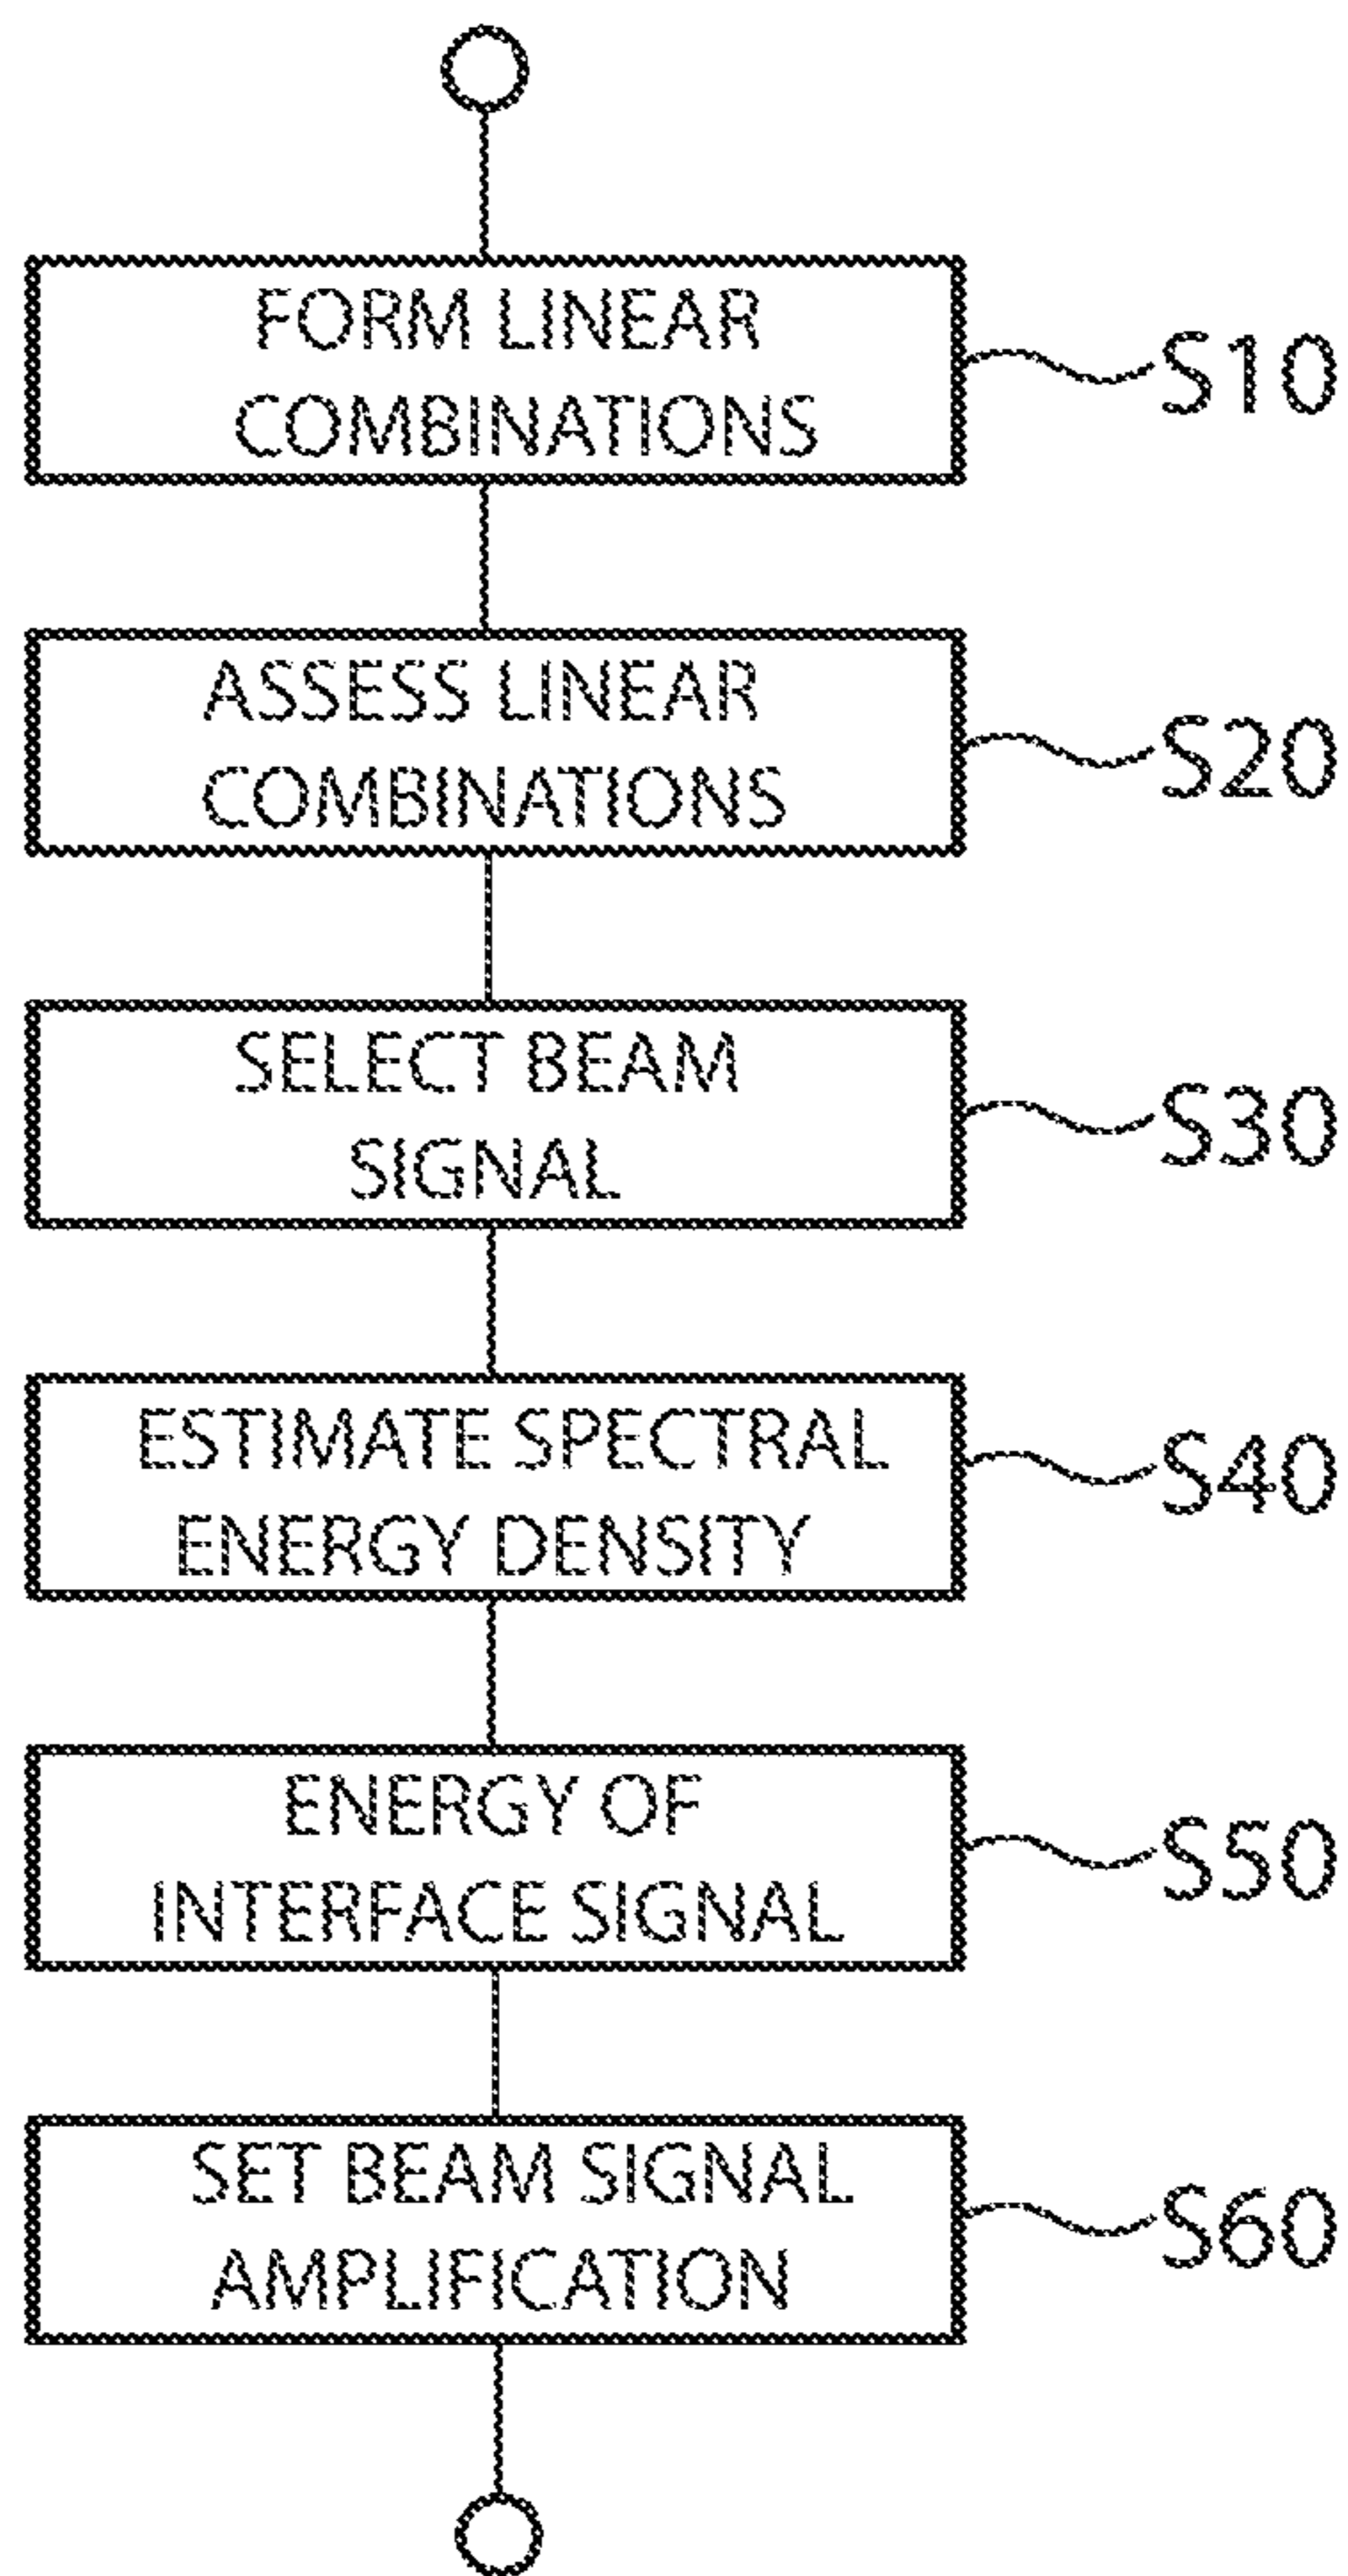 FORM LINEAR
COMBINATIONS
S10
ASSESS LINEAR
COMBINATIONS
S20
SELECT BEAM
SIGNAL
S30
ESTIMATE SPECTRAL
ENERGY DENSITY
S40
ENERGY OF
INTERFACE SIGNAL
S50
SET BEAM SIGNAL
AMPLIFICATION
S60